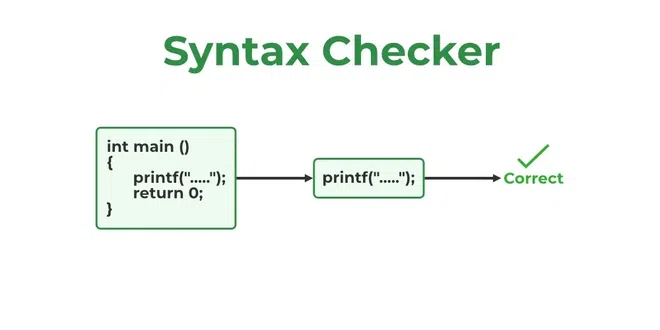 Syntax Checker
int main ()
{
printf(".....");
return 0;
}
printf(".....");
Correct